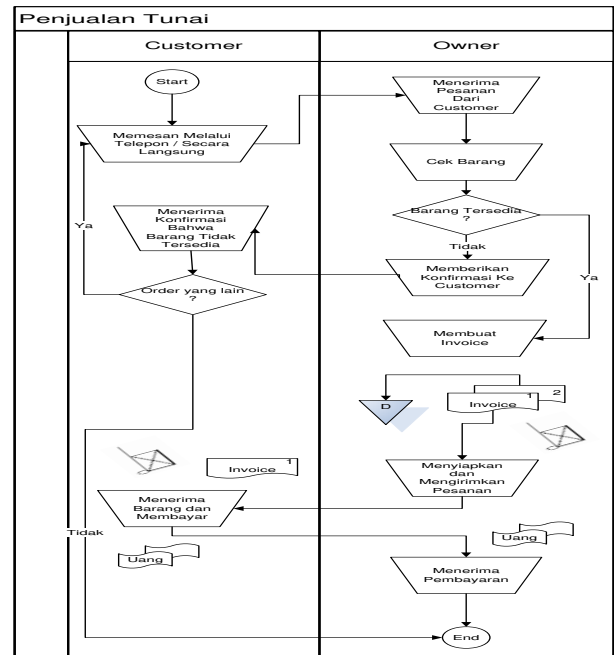 Penjualan Tunai
Customer
Owner
Start
Memesan Melalui
Telepon / Secara
Langsung
Menerima
Pesanan
Dari
Customer
Cek Barang
Barang Tersedia
?
Tidak
Ya
Memberikan
Konfirmasi Ke
Customer
Menerima
Konfirmasi
Bahwa
Barang Tidak
Tersedia
Order yang lain
?
Ya
Tidak
Membuat
Invoice
D
Invoice
1
2
Menyiapkan
dan
Mengirimkan
Pesanan
Invoice
1
Menerima
Barang dan
Membayar
Uang
Uang
Menerima
Pembayaran
End